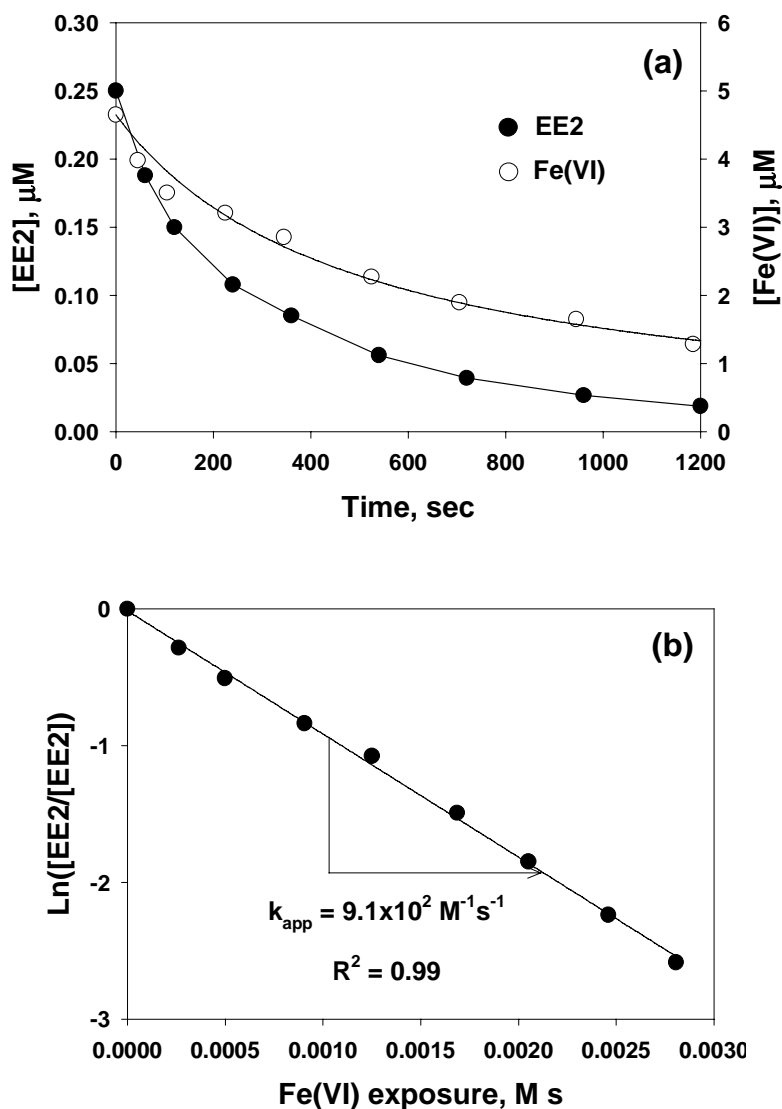 (a)
0.30
0.25
0.20
0.15
0.10
0.05
0.00
[EE2], μM
6
5
4
3
2
1
0
[Fe(VI)], μM
EE2
Fe(VI)
0 200 400 600 800 1000 1200
Time, sec
(b)
0
-1
-2
-3
Ln([EE2/[EE2])
k_app = 9.1x10² M⁻¹s⁻¹
R² = 0.99
0.0000 0.0005 0.0010 0.0015 0.0020 0.0025 0.0030
Fe(VI) exposure, M s